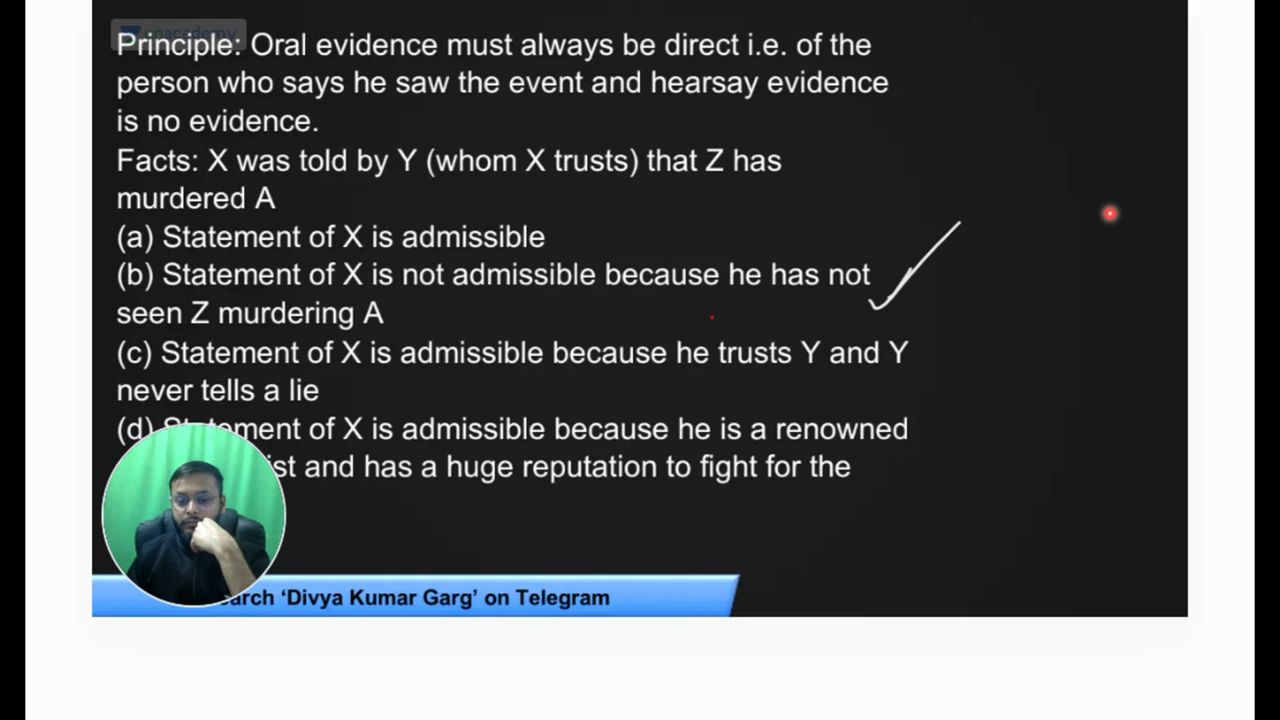 unacademy
Principle: Oral evidence must always be direct i.e. of the
person who says he saw the event and hearsay evidence
is no evidence.
Facts: X was told by Y (whom X trusts) that Z has
murdered A
(a) Statement of X is admissible
(b) Statement of X is not admissible because he has not
seen Z murdering A
(c) Statement of X is admissible because he trusts Y and Y
never tells a lie
(d) Statement of X is admissible because he is a renowned
and has a huge reputation to fight for the
‘Divya Kumar Garg’ on Telegram